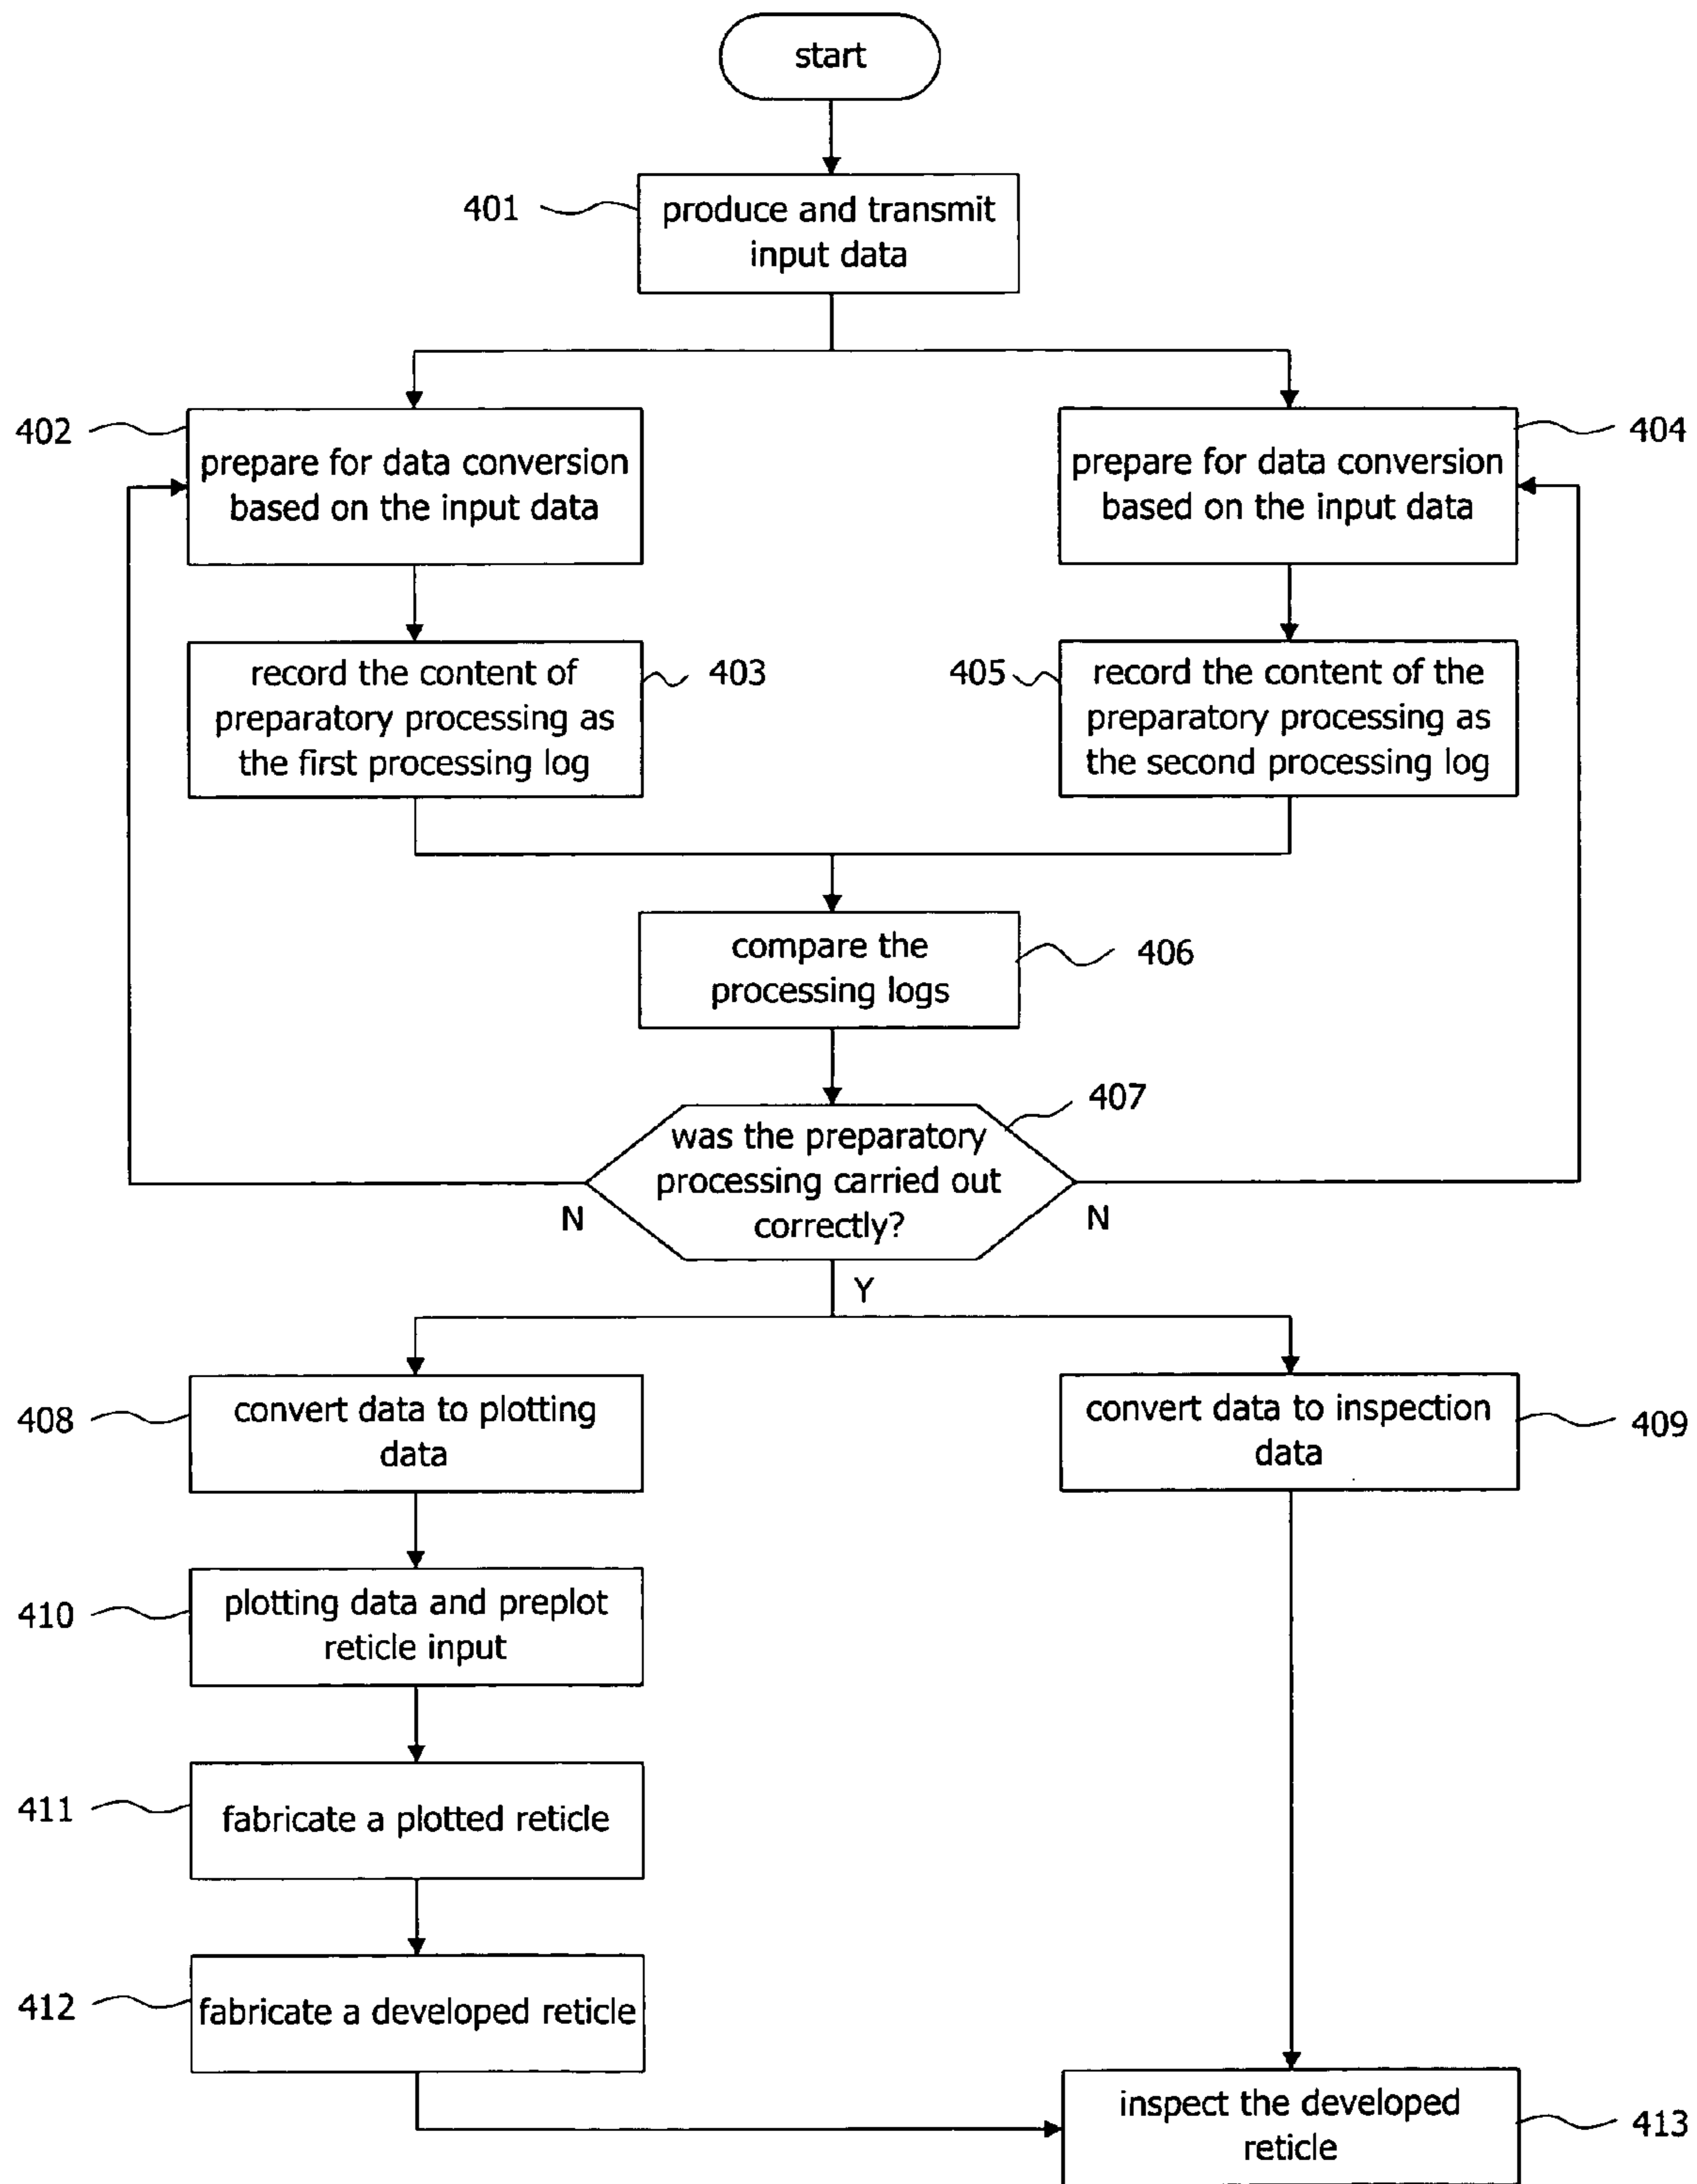 start
401
produce and transmit
input data
402
prepare for data conversion
based on the input data
prepare for data conversion
based on the input data
404
record the content of
preparatory processing as
the first processing log
403
405
record the content of the
preparatory processing as
the second processing log
compare the
processing logs
406
407
was the preparatory
processing carried out
correctly?
N
N
Y
408
convert data to plotting
data
convert data to inspection
data
409
410
plotting data and preplot
reticle input
411
fabricate a plotted reticle
412
fabricate a developed reticle
inspect the developed
reticle
413